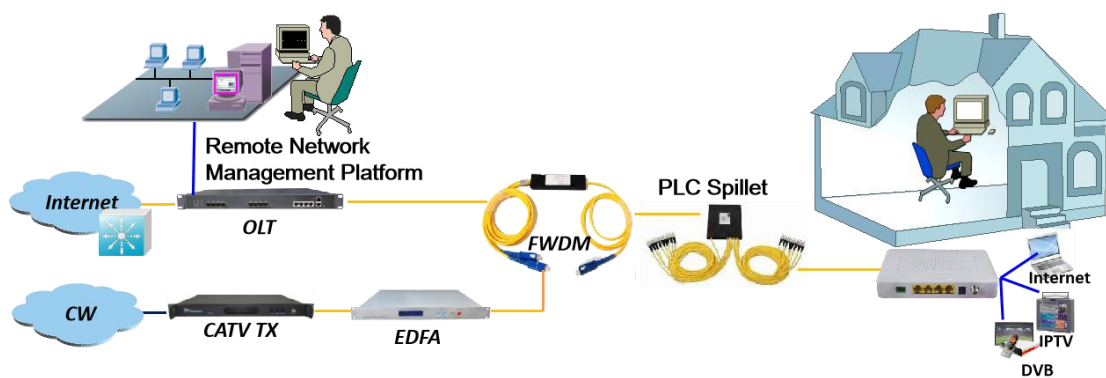 Remote Network
Management Platform
Internet
OLT
FWDM
PLC Spillet
CW
CATV TX
EDFA
Internet
IPTV
DVB